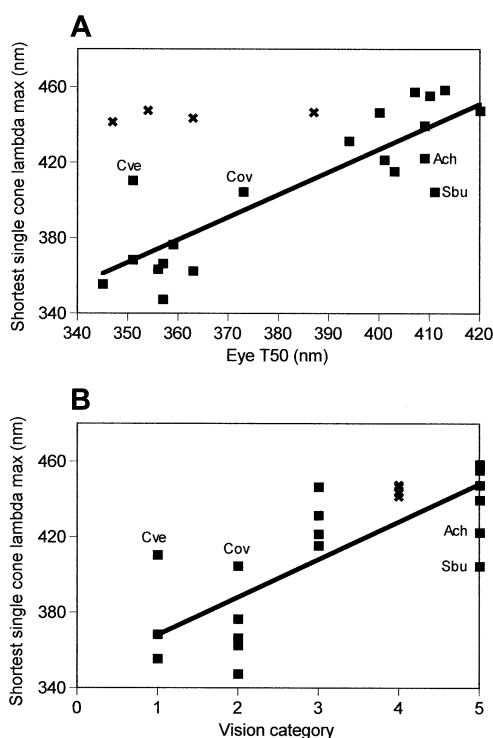 A
Shortest single cone lambda max (nm)
460
420
380
340
Cve
Cov
Ach
Sbu
340 350 360 370 380 390 400 410 420
Eye T50 (nm)
B
Shortest single cone lambda max (nm)
460
420
380
340
Cve
Cov
Ach
Sbu
0 1 2 3 4 5
Vision category